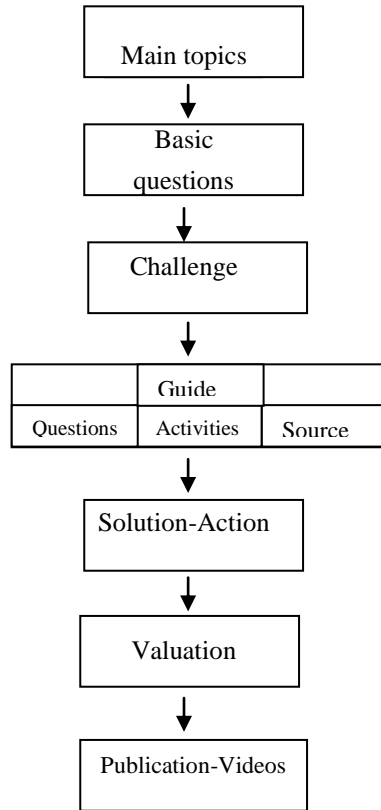 Main topics
Basic
questions
Challenge
Guide
Questions Activities Source
Solution-Action
Valuation
Publication-Videos